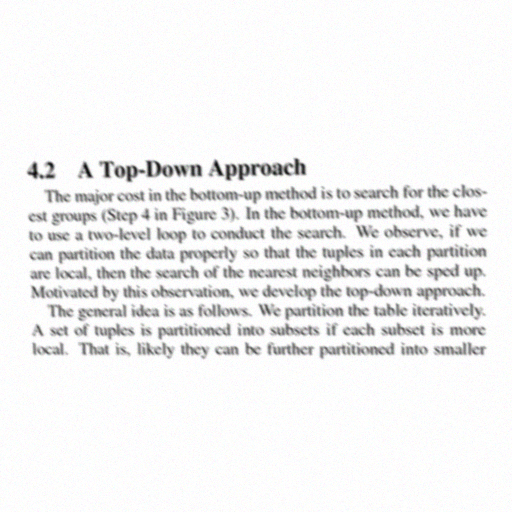 4.2 A Top-Down Approach
The major cost in the bottom-up method is to search for the clos-
est groups (Step 4 in Figure 3). In the bottom-up method, we have
to use a two-level loop to conduct the search. We observe, if we
can partition the data properly so that the tuples in each partition
are local, then the search of the nearest neighbors can be sped up.
Motivated by this observation, we develop the top-down approach.
The general idea is as follows. We partition the table iteratively.
A set of tuples is partitioned into subsets if each subset is more
local. That is, likely they can be further partitioned into smaller